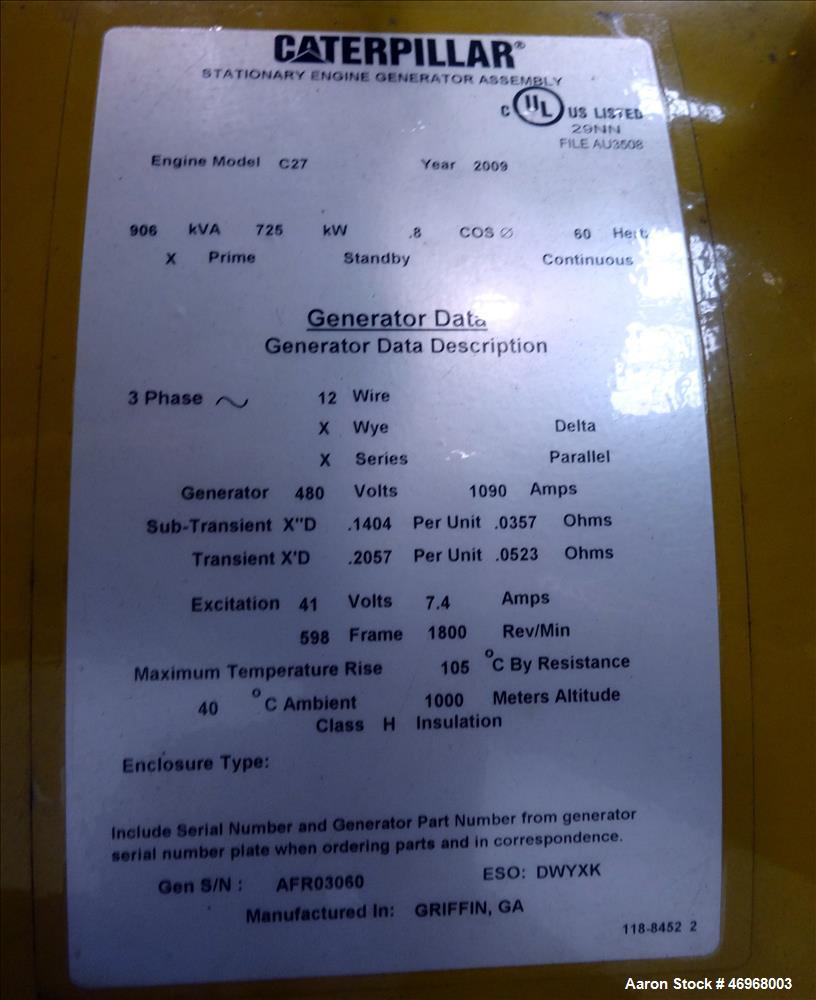 CATERPILLAR®
STATIONARY ENGINE GENERATOR ASSEMBLY
C UL US LISTED
29NN
FILE AU3508
Engine Model C27 Year 2009
906 kVA 725 kW .8 COS ∅ 60 Hertz
X Prime Standby Continuous
Generator Data
Generator Data Description
3 Phase ~ 12 Wire
X Wye Delta
X Series Parallel
Generator 480 Volts 1090 Amps
Sub-Transient X"D .1404 Per Unit .0357 Ohms
Transient X'D .2057 Per Unit .0523 Ohms
Excitation 41 Volts 7.4 Amps
598 Frame 1800 Rev/Min
Maximum Temperature Rise 105 °C By Resistance
40 °C Ambient 1000 Meters Altitude
Class H Insulation
Enclosure Type:
Include Serial Number and Generator Part Number from generator
serial number plate when ordering parts and in correspondence.
Gen S/N : AFR03060 ESO: DWYXK
Manufactured In: GRIFFIN, GA
118-8452 2
Aaron Stock # 46968003